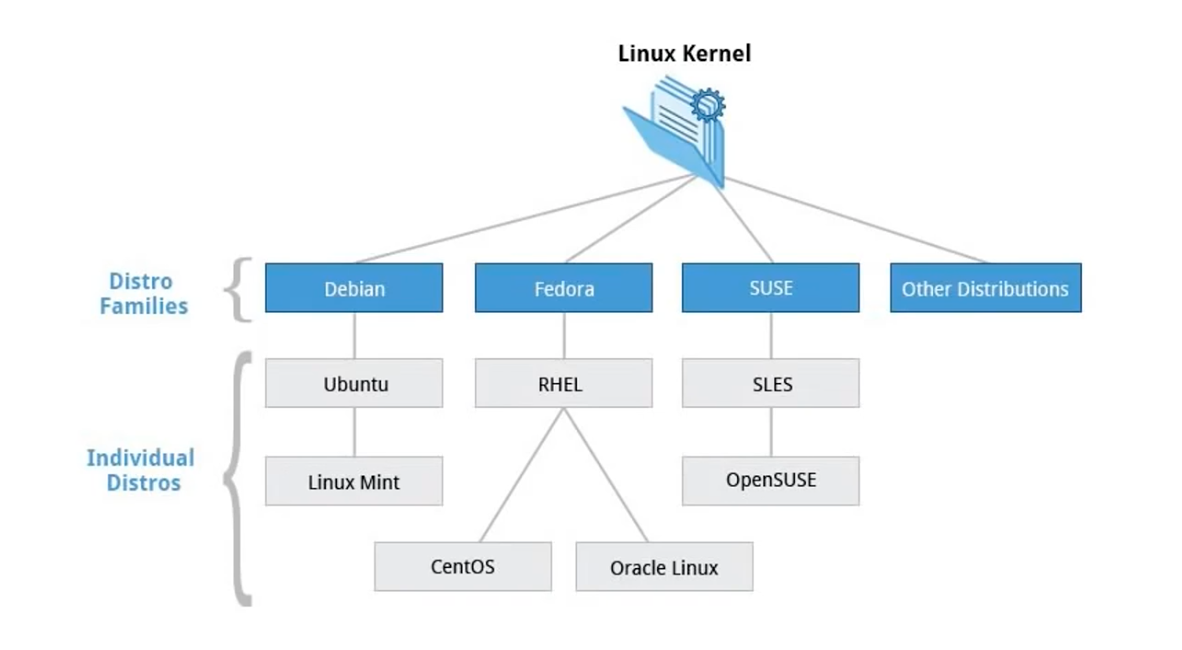 Linux Kernel
Distro
Families
Debian
Fedora
SUSE
Other Distributions
Individual
Distros
Ubuntu
RHEL
SLES
Linux Mint
OpenSUSE
CentOS
Oracle Linux